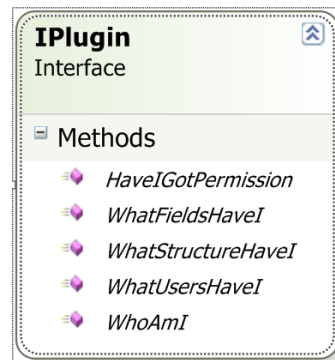 IPlugin
Interface
Methods
HaveIGotPermission
WhatFieldsHaveI
WhatStructureHaveI
WhatUsersHaveI
WhoAmI